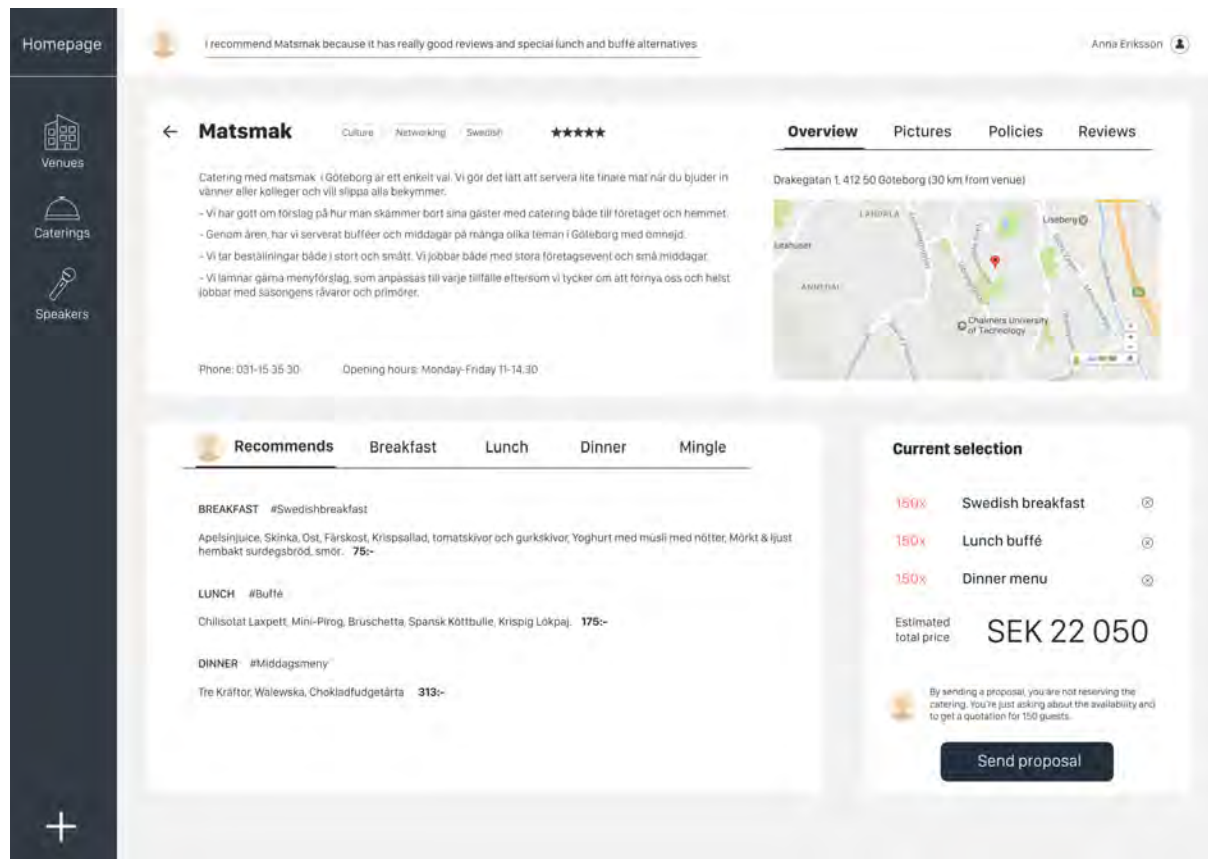 Homepage
I recommend Matsmak because it has really good reviews and special lunch and buffé alternatives
Anna Eriksson
Venues
Caterings
Speakers
Matsmak
Culture
Networking
Swedish
★★★★★
Overview
Pictures
Policies
Reviews
Catering med matsmak i Göteborg är ett enkelt val. Vi gör det lätt att servera lite finare mat när du bjuder in
vänner eller kolleger och vill slippa alla bekymmer.
- Vi har gott om förslag på hur man skämmer bort sina gäster med catering både till företaget och hemmet.
- Genom åren, har vi serverat bufféer och middagar på många olika teman i Göteborg med omnejd.
- Vi tar beställningar både i stort och smått. Vi jobbar både med stora företagsevent och små middagar.
- Vi lämnar gärna menyförslag, som anpassas till varje tillfälle eftersom vi tycker om att förnya oss och helst
jobbar med säsongens råvaror och primörer.
Phone: 031-15 35 30
Opening hours: Monday-Friday 11-14.30
Drakegatan 1, 412 50 Göteborg (30 km from venue)
LANDALA
Liseberg
ANNEDAL
Chalmers University
of Technology
Recommends
Breakfast
Lunch
Dinner
Mingle
BREAKFAST #Swedishbreakfast
Apelsinjuice, Skinka, Ost, Färskost, Krispsallad, tomatskivor och gurkskivor, Yoghurt med müsli med nötter, Mörkt & ljust
hembakt surdegsbröd, smör. 75:-
LUNCH #Buffé
Chilisotat Laxpett, Mini-Pirog, Bruschetta, Spansk Köttbulle, Krispig Lökpaj. 175:-
DINNER #Middagsmeny
Tre Kräftor, Walewska, Chokladfudgetårta 313:-
Current selection
150x Swedish breakfast
150x Lunch buffé
150x Dinner menu
Estimated
total price
SEK 22 050
By sending a proposal, you are not reserving the
catering. You're just asking about the availability and
to get a quotation for 150 guests.
Send proposal